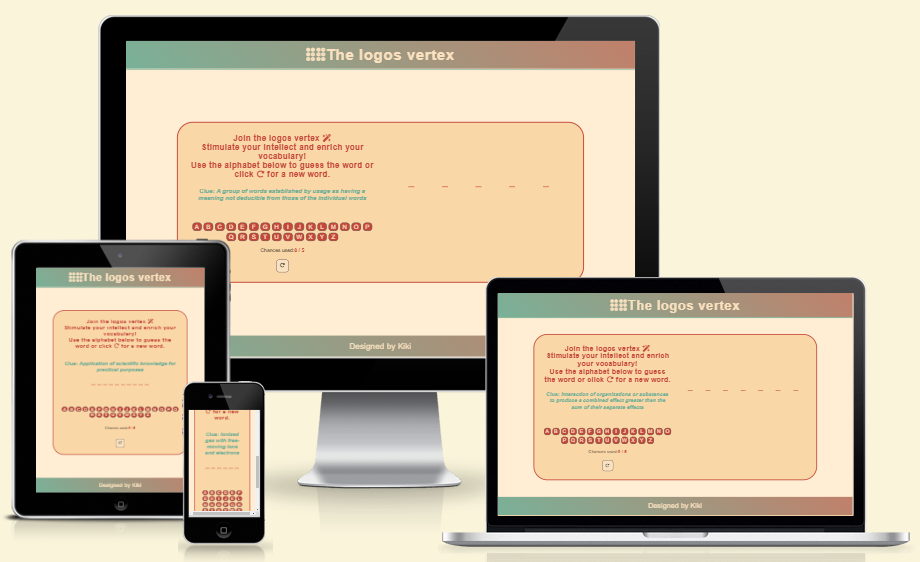 The logos vertex
Join the logos vertex
Stimulate your intellect and enrich your
vocabulary!
Use the alphabet below to guess the word or
click for a new word.
Clue: A group of words established by usage as having a
meaning not deducible from those of the individual words
_ _ _ _ _
A B C D E F G H I J K L M N O P
Q R S T U V W X Y Z
Chances used: 0 / 5
Designed by Kiki
The logos vertex
Join the logos vertex
Stimulate your intellect and enrich your
vocabulary!
Use the alphabet below to guess the
word or click for a new word.
Clue: Application of scientific knowledge for
practical purposes
_ _ _ _ _ _ _ _ _ _
A B C D E F G H I J K L M N O P Q
R S T U V W X Y Z
Chances used:
Designed by Kiki
for a new
word.
Clue: Ionised
gas with free-
moving ions
and electrons
_ _ _ _ _ _
A B C D E F
The logos vertex
Join the logos vertex
Stimulate your intellect and enrich
your vocabulary!
Use the alphabet below to guess
the word or click for a new word.
Clue: Interaction of organizations or substances
to produce a combined effect greater than the
sum of their separate effects
_ _ _ _ _ _ _
A B C D E F G H I J K L M N O
P Q R S T U V W X Y Z
Chances used:
Designed by Kiki